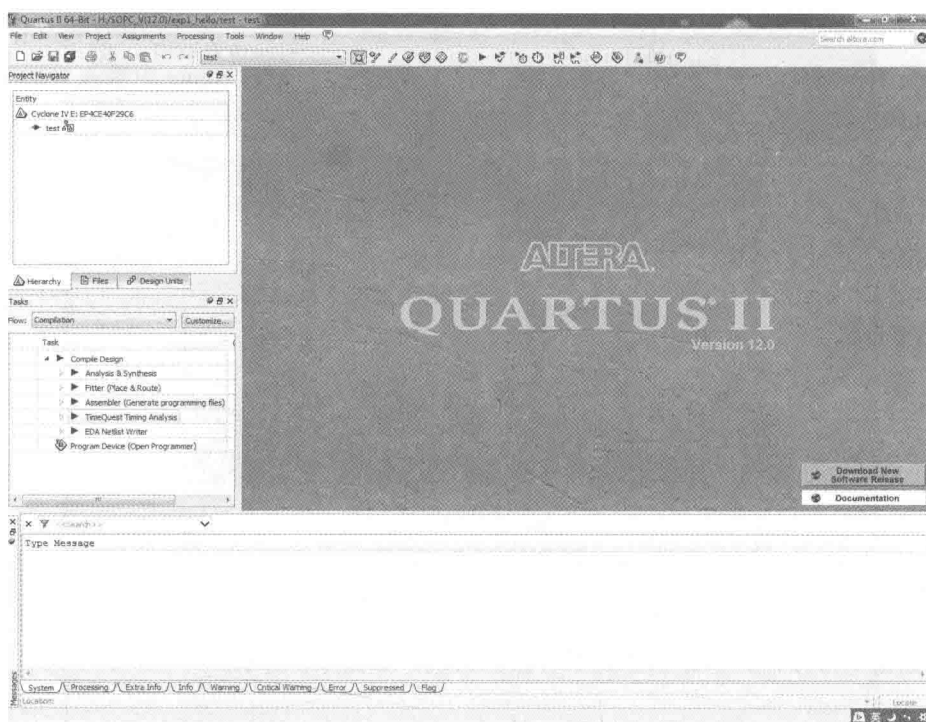 Quartus II 64-Bit - H:/SOPC_V(12.0)/exp1_hello/test - test
File Edit View Project Assignments Processing Tools Window Help
Search altera.com
test
Project Navigator
Entity
Cyclone IV E: EP4CE40F29C6
test
Hierarchy Files Design Units
Tasks
Flow: Compilation Customize...
Task
Compile Design
Analysis & Synthesis
Fitter (Place & Route)
Assembler (Generate programming files)
TimeQuest Timing Analysis
EDA Netlist Writer
Program Device (Open Programmer)
ALTERA
QUARTUS II
Version 12.0
Download New
Software Release
Documentation
<<Search>>
Type Message
System Processing Extra Info Info Warning Critical Warning Error Suppressed Flag
Messages
Location: Locate